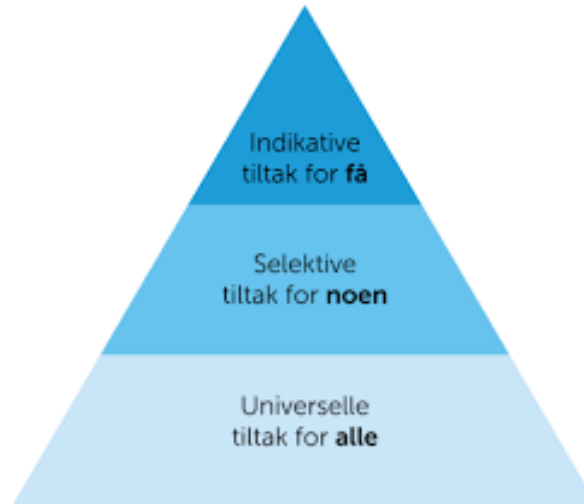 Indikative
tiltak for få
Selektive
tiltak for noen
Universelle
tiltak for alle